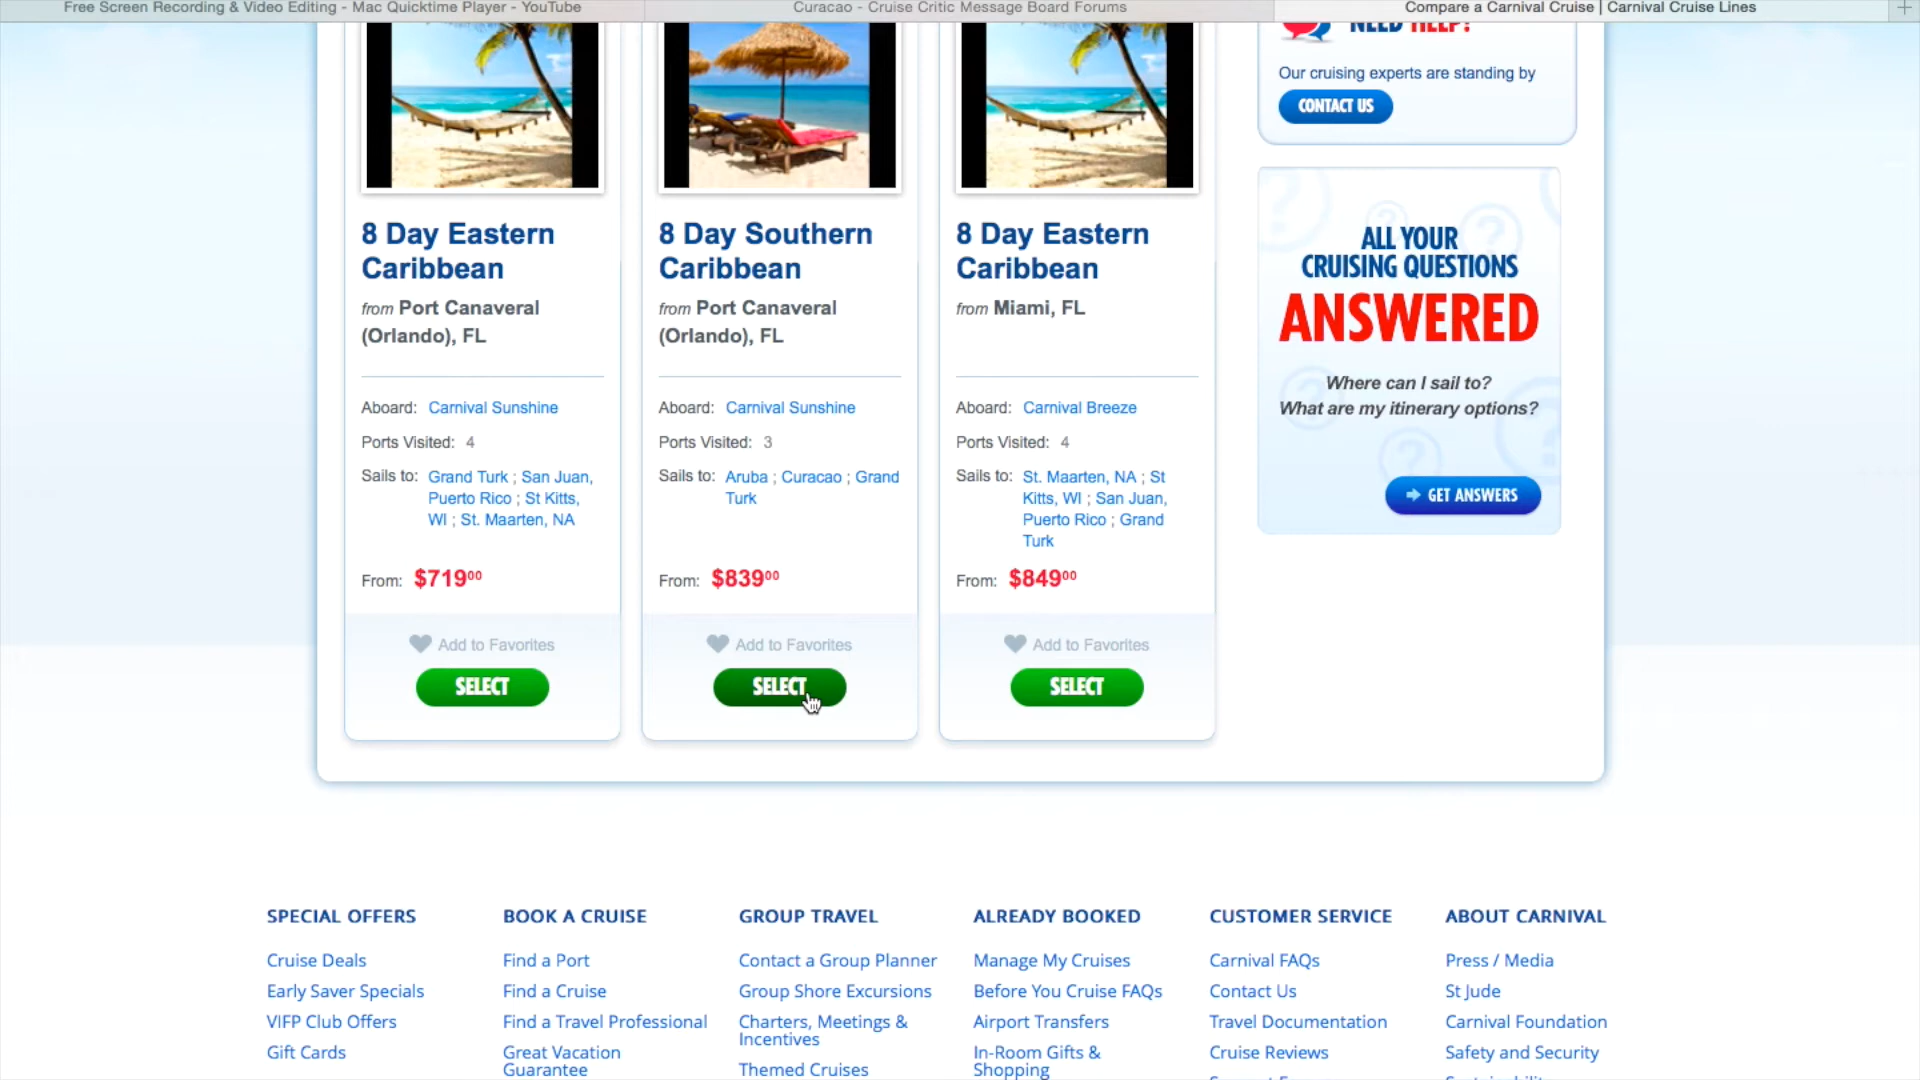 Free Screen Recording & Video Editing - Mac Quicktime Player - YouTube
Curacao - Cruise Critic Message Board Forums
Compare a Carnival Cruise | Carnival Cruise Lines
NEED HELP?
Our cruising experts are standing by
CONTACT US
8 Day Eastern
Caribbean
from Port Canaveral
(Orlando), FL
Aboard: Carnival Sunshine
Ports Visited: 4
Sails to: Grand Turk ; San Juan,
Puerto Rico ; St Kitts,
WI ; St. Maarten, NA
From: $71900
Add to Favorites
SELECT
8 Day Southern
Caribbean
from Port Canaveral
(Orlando), FL
Aboard: Carnival Sunshine
Ports Visited: 3
Sails to: Aruba ; Curacao ; Grand
Turk
From: $83900
Add to Favorites
SELECT
8 Day Eastern
Caribbean
from Miami, FL
Aboard: Carnival Breeze
Ports Visited: 4
Sails to: St. Maarten, NA ; St
Kitts, WI ; San Juan,
Puerto Rico ; Grand
Turk
From: $84900
Add to Favorites
SELECT
ALL YOUR
CRUISING QUESTIONS
ANSWERED
Where can I sail to?
What are my itinerary options?
GET ANSWERS
SPECIAL OFFERS
Cruise Deals
Early Saver Specials
VIFP Club Offers
Gift Cards
BOOK A CRUISE
Find a Port
Find a Cruise
Find a Travel Professional
Great Vacation
Guarantee
GROUP TRAVEL
Contact a Group Planner
Group Shore Excursions
Charters, Meetings &
Incentives
Themed Cruises
ALREADY BOOKED
Manage My Cruises
Before You Cruise FAQs
Airport Transfers
In-Room Gifts &
Shopping
CUSTOMER SERVICE
Carnival FAQs
Contact Us
Travel Documentation
Cruise Reviews
ABOUT CARNIVAL
Press / Media
St Jude
Carnival Foundation
Safety and Security